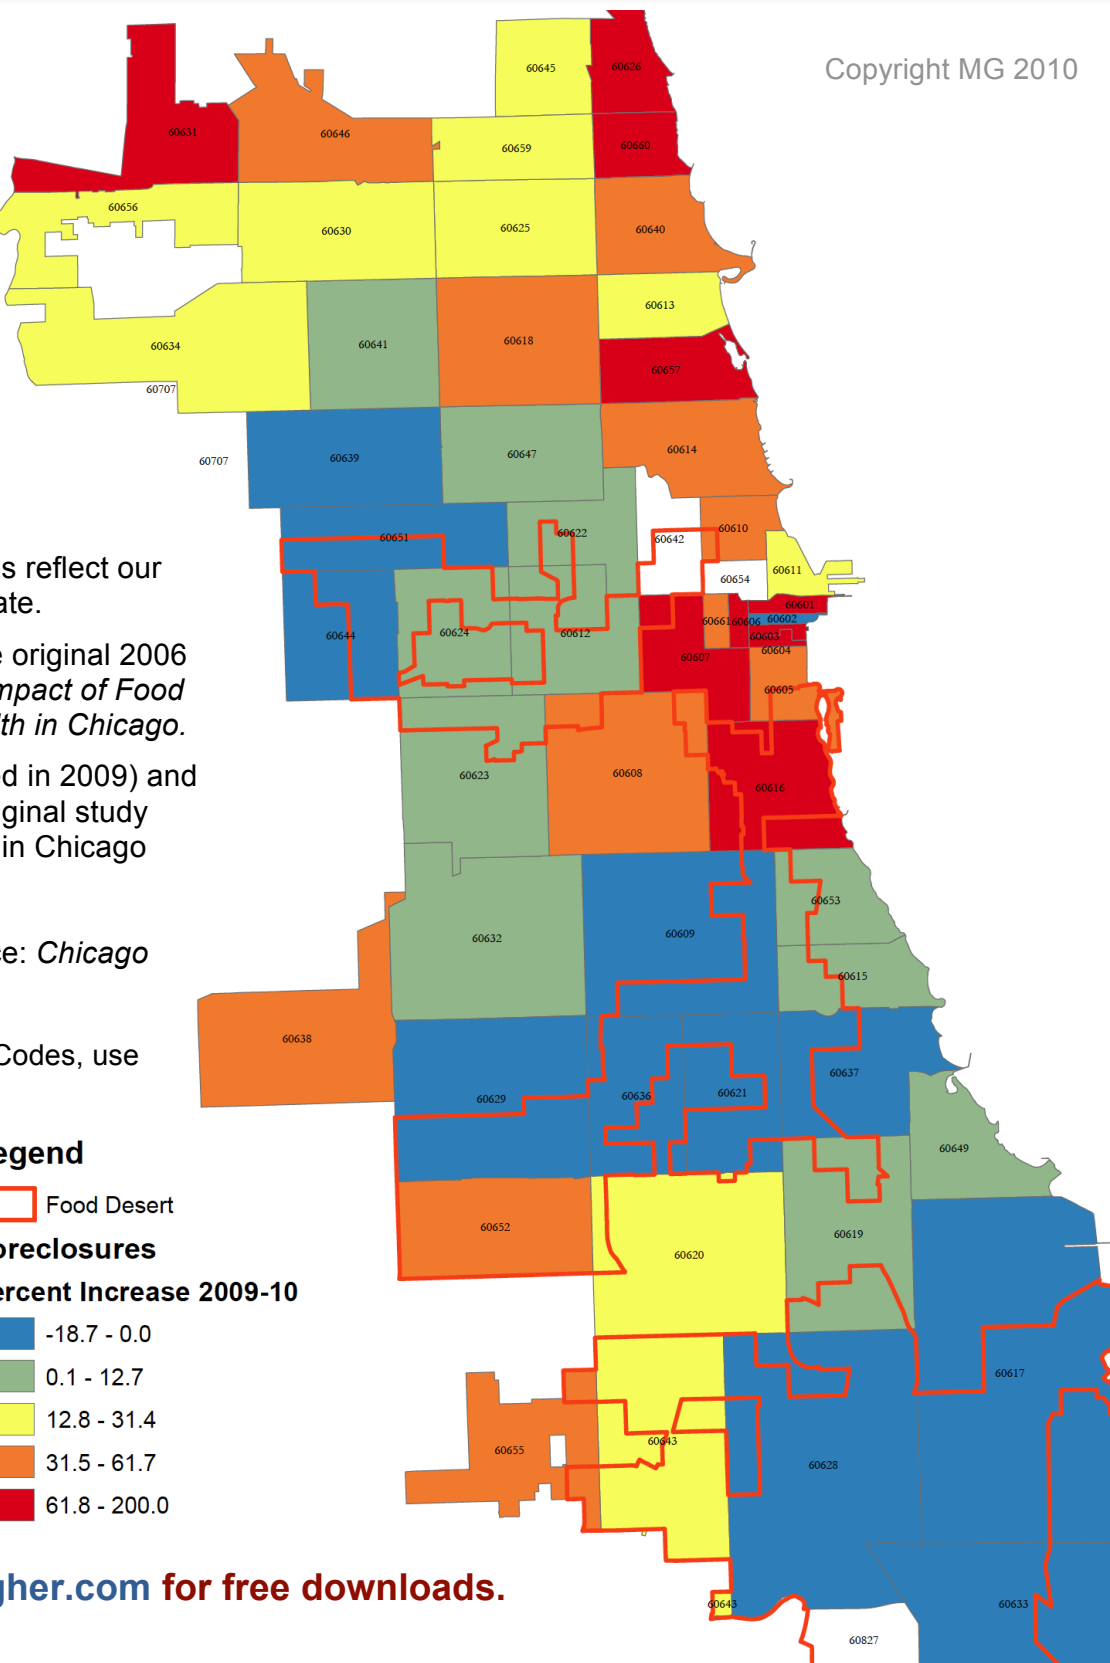 Copyright MG 2010
60645
60626
60631
60646
60659
60660
60656
60630
60625
60640
60613
60634
60641
60618
60657
60707
60707
60639
60647
60614
60651
60622
60642
60610
60654
60611
60601
60602
60603
60604
60605
60661
60606
60607
60644
60624
60612
60623
60608
60616
60653
60632
60609
60615
60638
60637
60629
60636
60621
60649
60652
60620
60619
60617
60655
60643
60628
60643
60633
60827
s reflect our
ate.
e original 2006
mpact of Food
lth in Chicago.
ed in 2009) and
ginal study
in Chicago
ce: Chicago
Codes, use
egend
Food Desert
oreclosures
ercent Increase 2009-10
-18.7 - 0.0
0.1 - 12.7
12.8 - 31.4
31.5 - 61.7
61.8 - 200.0
gher.com for free downloads.